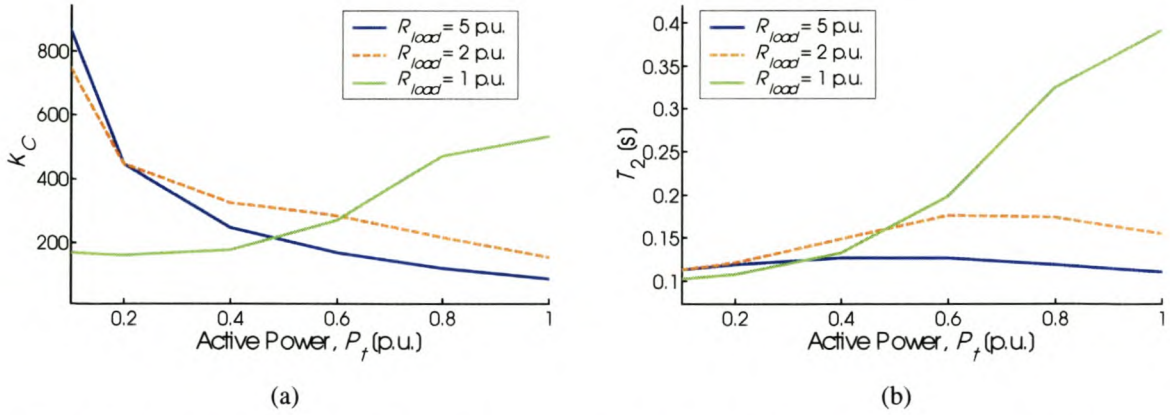 800
600
400
200
K_C
R_load = 5 p.u.
R_load = 2 p.u.
R_load = 1 p.u.
0.2 0.4 0.6 0.8 1
Active Power, P_t (p.u.)
(a)
0.4
0.35
0.3
0.25
0.2
0.15
0.1
T_2 (s)
R_load = 5 p.u.
R_load = 2 p.u.
R_load = 1 p.u.
0.2 0.4 0.6 0.8 1
Active Power, P_t (p.u.)
(b)